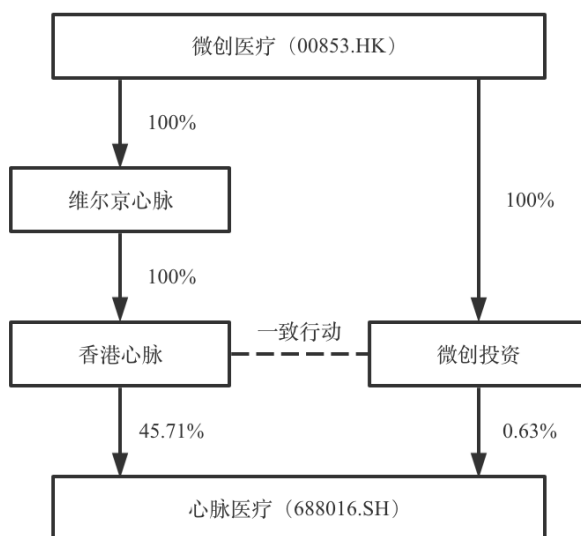 微创医疗（00853.HK）
100%
维尔京心脉
100%
100%
香港心脉
一致行动
微创投资
45.71%
0.63%
心脉医疗（688016.SH）